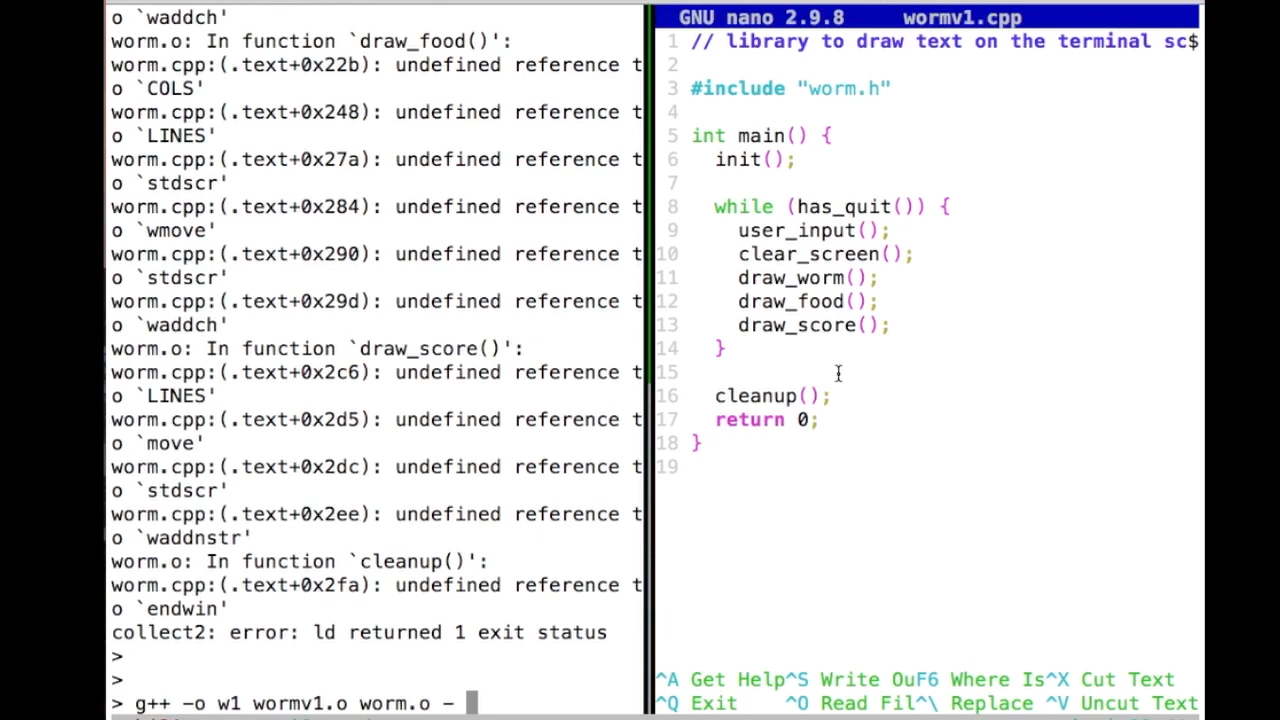 o `waddch'
worm.o: In function `draw_food()':
worm.cpp:(.text+0x22b): undefined reference t
o `COLS'
worm.cpp:(.text+0x248): undefined reference t
o `LINES'
worm.cpp:(.text+0x27a): undefined reference t
o `stdscr'
worm.cpp:(.text+0x284): undefined reference t
o `wmove'
worm.cpp:(.text+0x290): undefined reference t
o `stdscr'
worm.cpp:(.text+0x29d): undefined reference t
o `waddch'
worm.o: In function `draw_score()':
worm.cpp:(.text+0x2c6): undefined reference t
o `LINES'
worm.cpp:(.text+0x2d5): undefined reference t
o `move'
worm.cpp:(.text+0x2dc): undefined reference t
o `stdscr'
worm.cpp:(.text+0x2ee): undefined reference t
o `waddnstr'
worm.o: In function `cleanup()':
worm.cpp:(.text+0x2fa): undefined reference t
o `endwin'
collect2: error: ld returned 1 exit status
>
>
> g++ -o w1 wormv1.o worm.o -
GNU nano 2.9.8 wormv1.cpp
1 // library to draw text on the terminal sc$
2
3 #include "worm.h"
4
5 int main() {
6 init();
7
8 while (has_quit()) {
9 user_input();
10 clear_screen();
11 draw_worm();
12 draw_food();
13 draw_score();
14 }
15
16 cleanup();
17 return 0;
18 }
19
^A Get Help^S Write OuF6 Where Is^X Cut Text
^Q Exit ^O Read Fil^\ Replace ^V Uncut Text